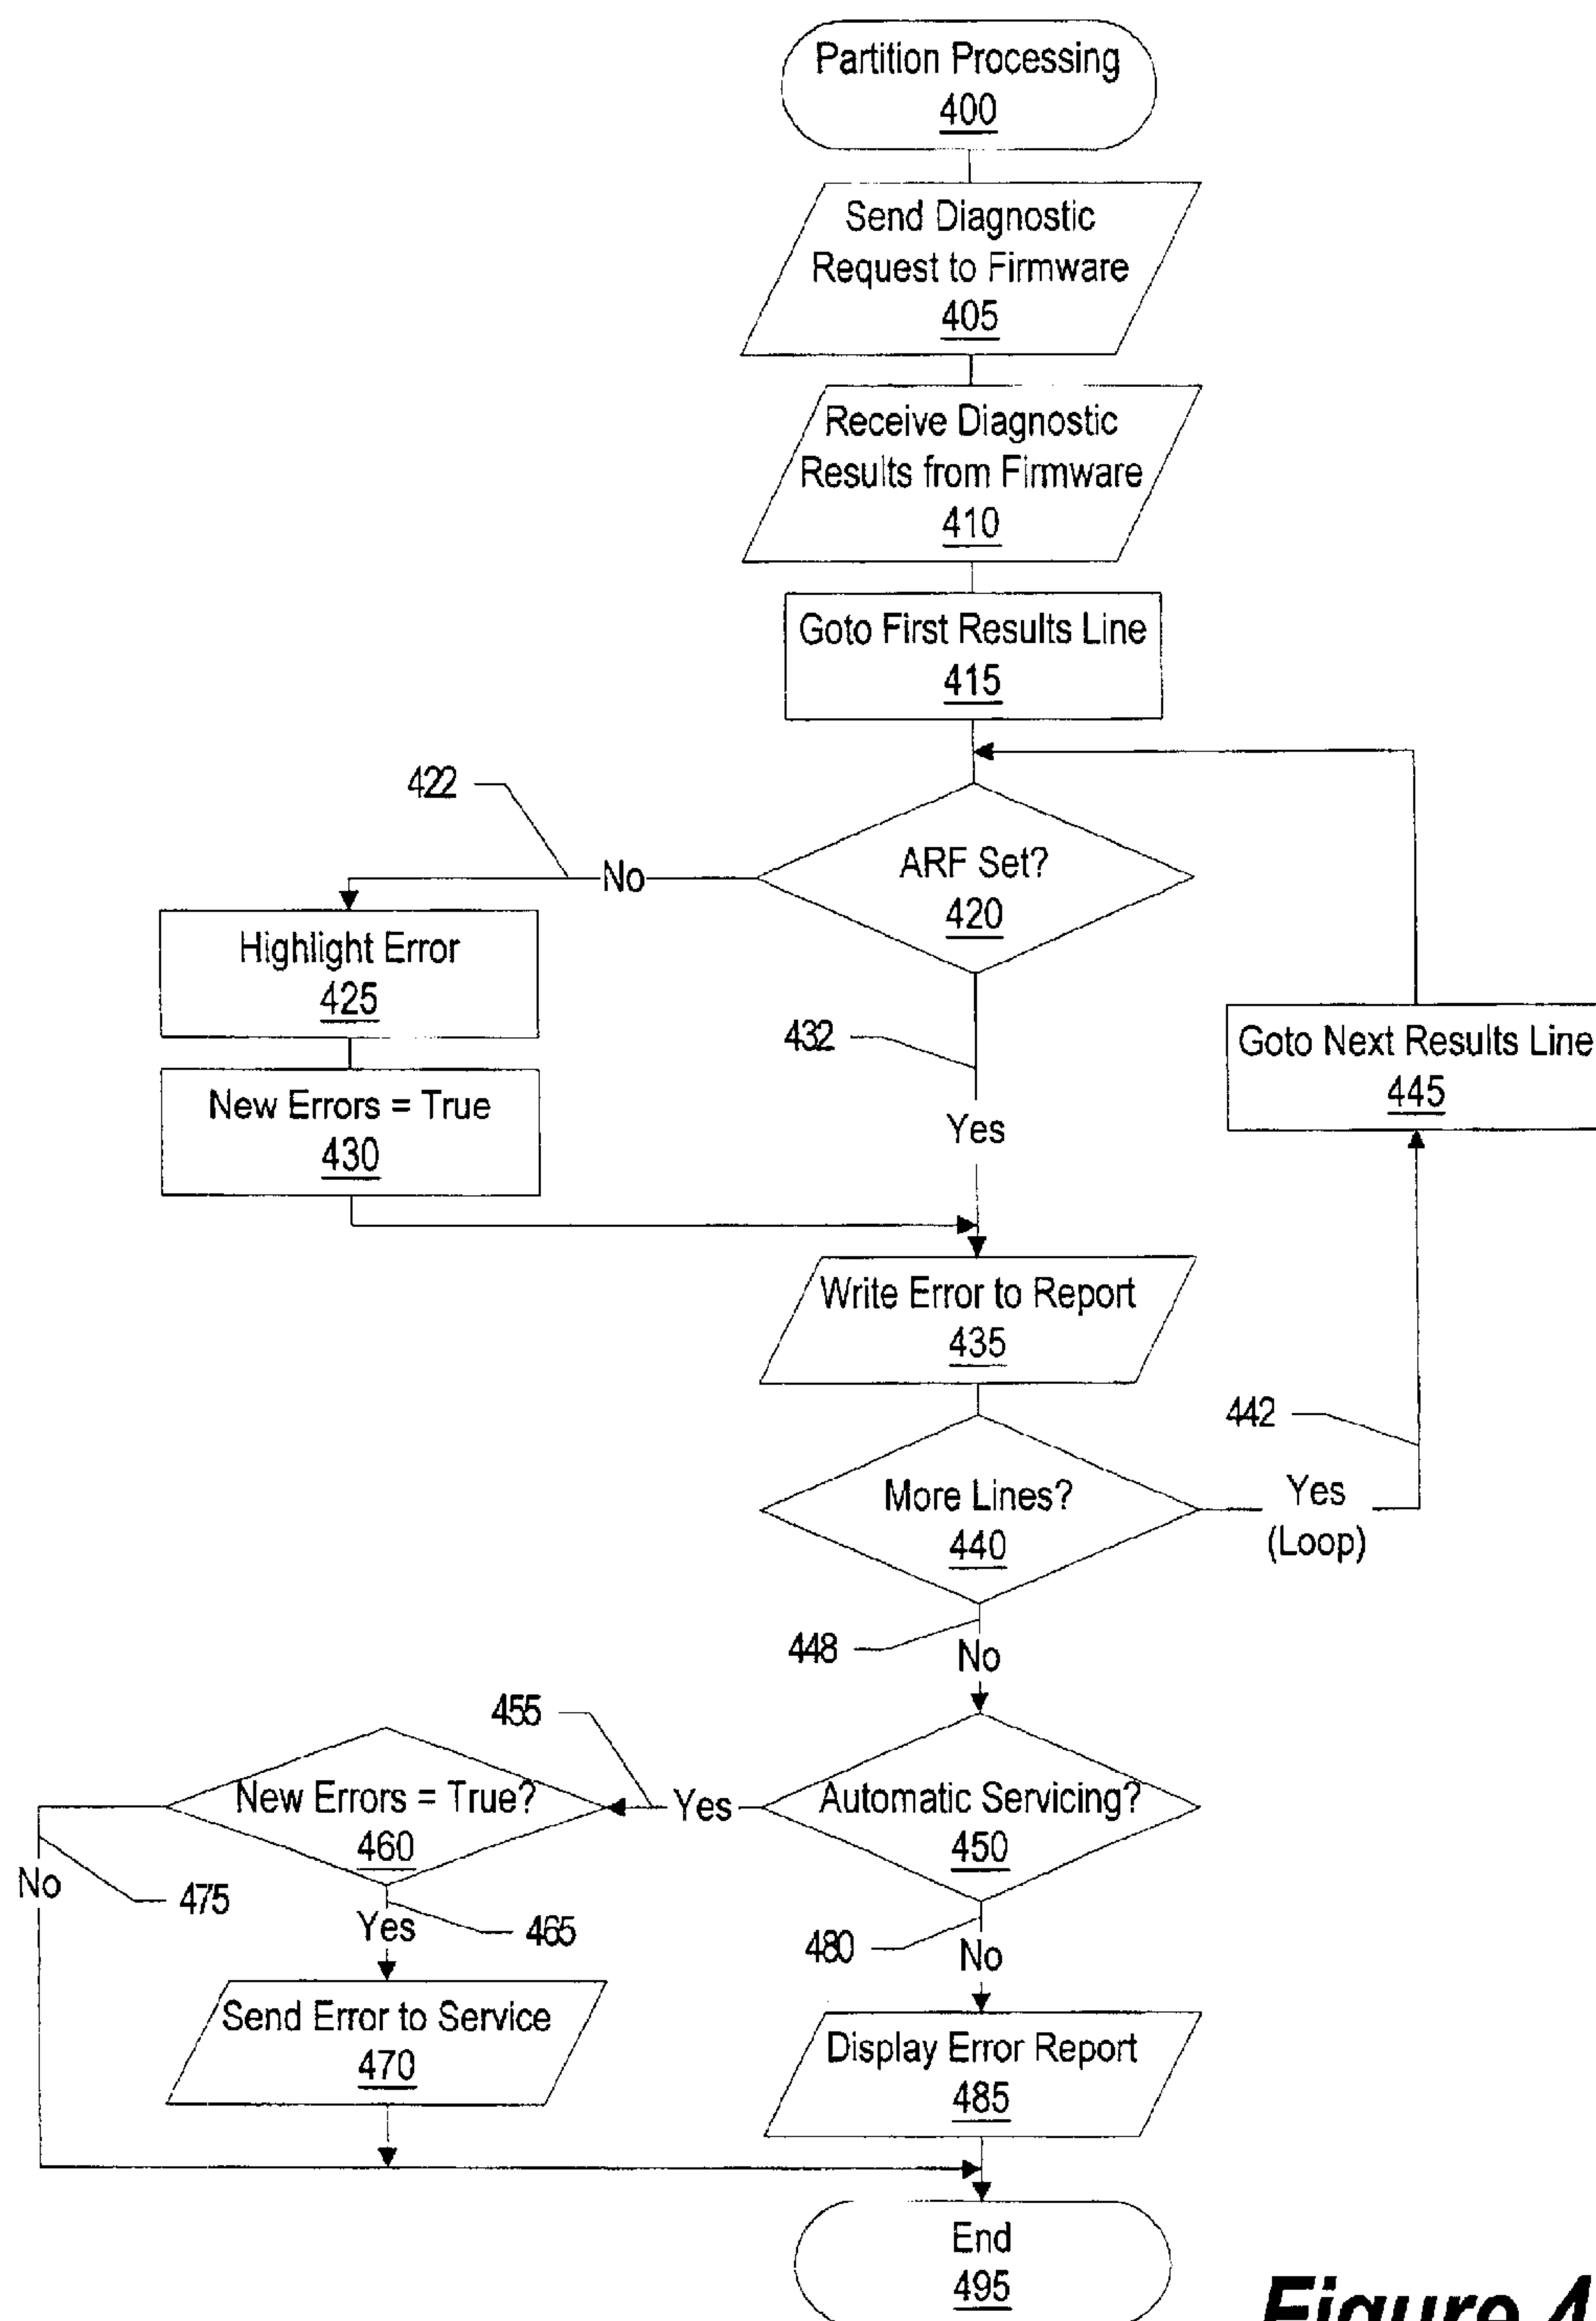 Partition Processing
400
Send Diagnostic
Request to Firmware
405
Receive Diagnostic
Results from Firmware
410
Goto First Results Line
415
422
No
ARF Set?
420
Highlight Error
425
432
Goto Next Results Line
445
New Errors = True
430
Yes
Write Error to Report
435
442
More Lines?
440
Yes
(Loop)
448
No
455
New Errors = True?
460
Yes
Automatic Servicing?
450
No
475
Yes
465
480
No
Send Error to Service
470
Display Error Report
485
End
495
Figure 4